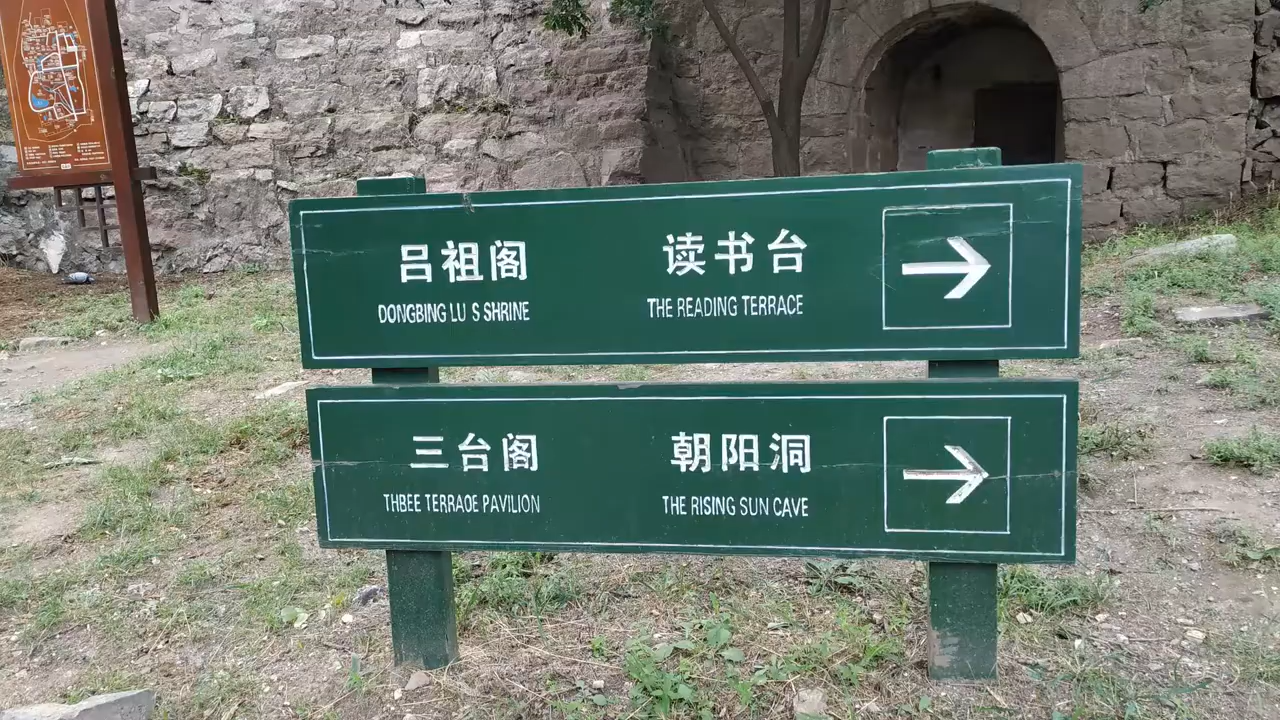 吕祖阁 读书台
DONGBING LU S SHRINE THE READING TERRACE
三台阁 朝阳洞
THBEE TERRAOE PAVILION THE RISING SUN CAVE